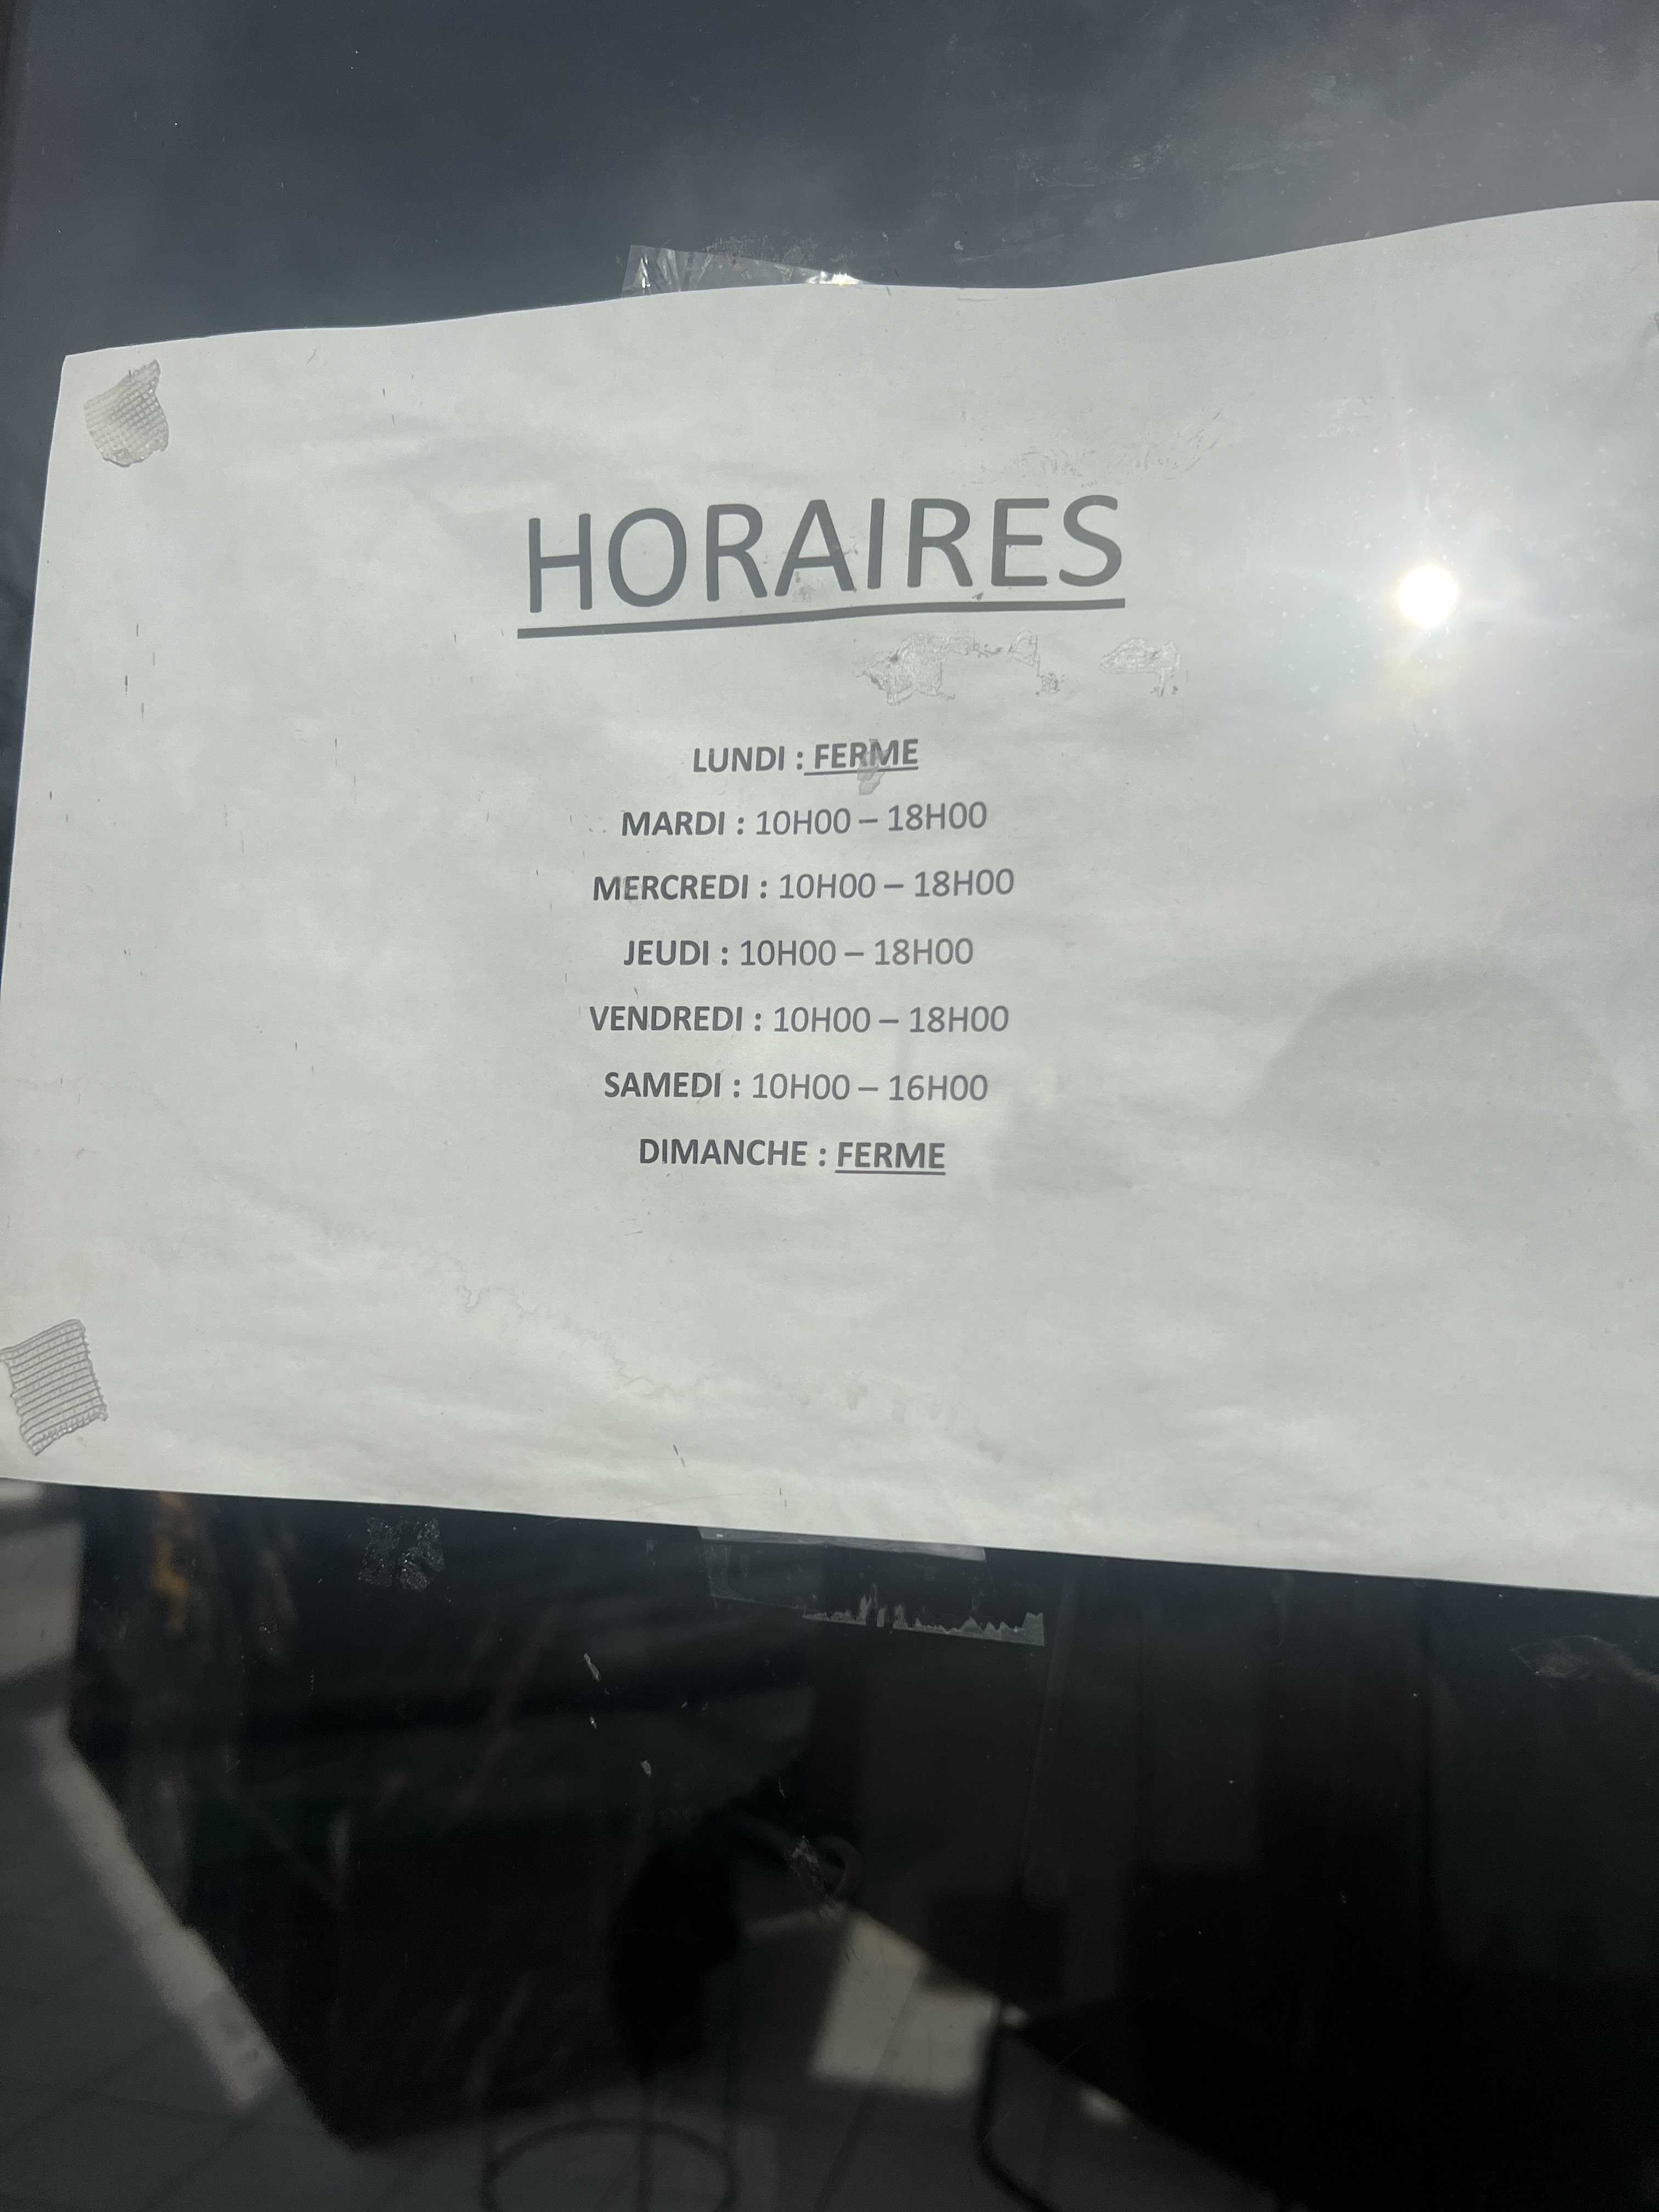 HORAIRES
LUNDI : FERME
MARDI : 10H00 – 18H00
MERCREDI : 10H00 – 18H00
JEUDI : 10H00 – 18H00
VENDREDI : 10H00 – 18H00
SAMEDI : 10H00 – 16H00
DIMANCHE : FERME